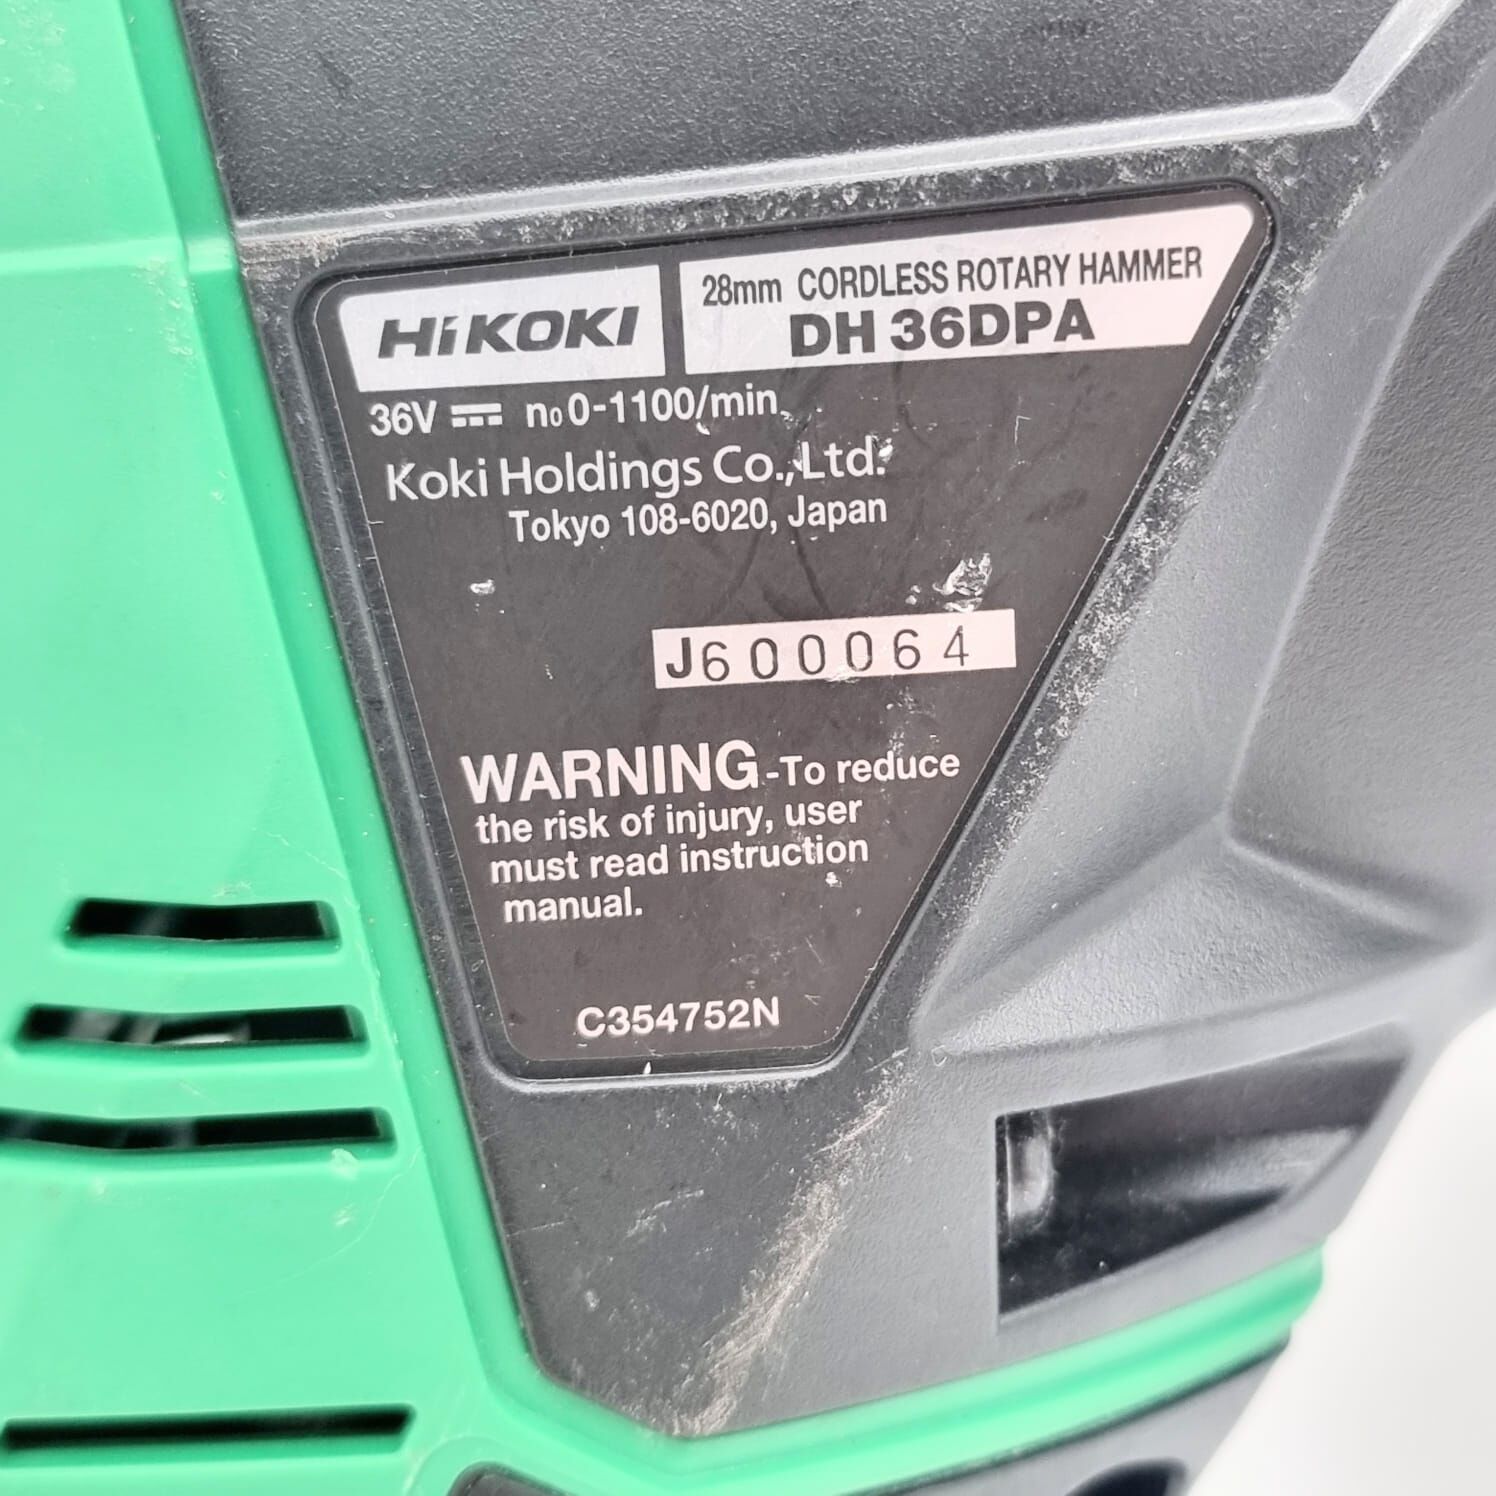 HiKOKI
28mm CORDLESS ROTARY HAMMER
DH 36DPA
36V ⎓ n₀ 0-1100/min
Koki Holdings Co.,Ltd.
Tokyo 108-6020, Japan
J600064
WARNING -To reduce
the risk of injury, user
must read instruction
manual.
C354752N